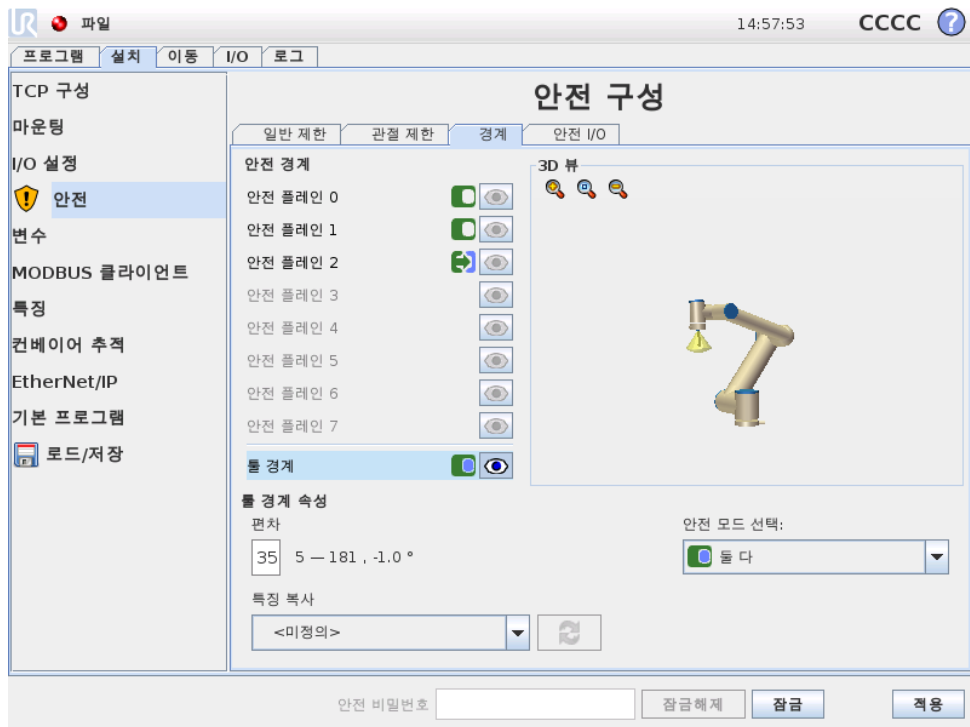 UR 파일 14:57:53 CCCC ?
프로그램 설치 이동 I/O 로그
TCP 구성
마운팅
I/O 설정
안전
변수
MODBUS 클라이언트
특징
컨베이어 추적
EtherNet/IP
기본 프로그램
로드/저장
안전 구성
일반 제한 관절 제한 경계 안전 I/O
안전 경계
안전 플레인 0
안전 플레인 1
안전 플레인 2
안전 플레인 3
안전 플레인 4
안전 플레인 5
안전 플레인 6
안전 플레인 7
툴 경계
3D 뷰
툴 경계 속성
편차
35 5 — 181 , -1.0 °
안전 모드 선택:
둘 다
특징 복사
<미정의>
안전 비밀번호 잠금해제 잠금 적용